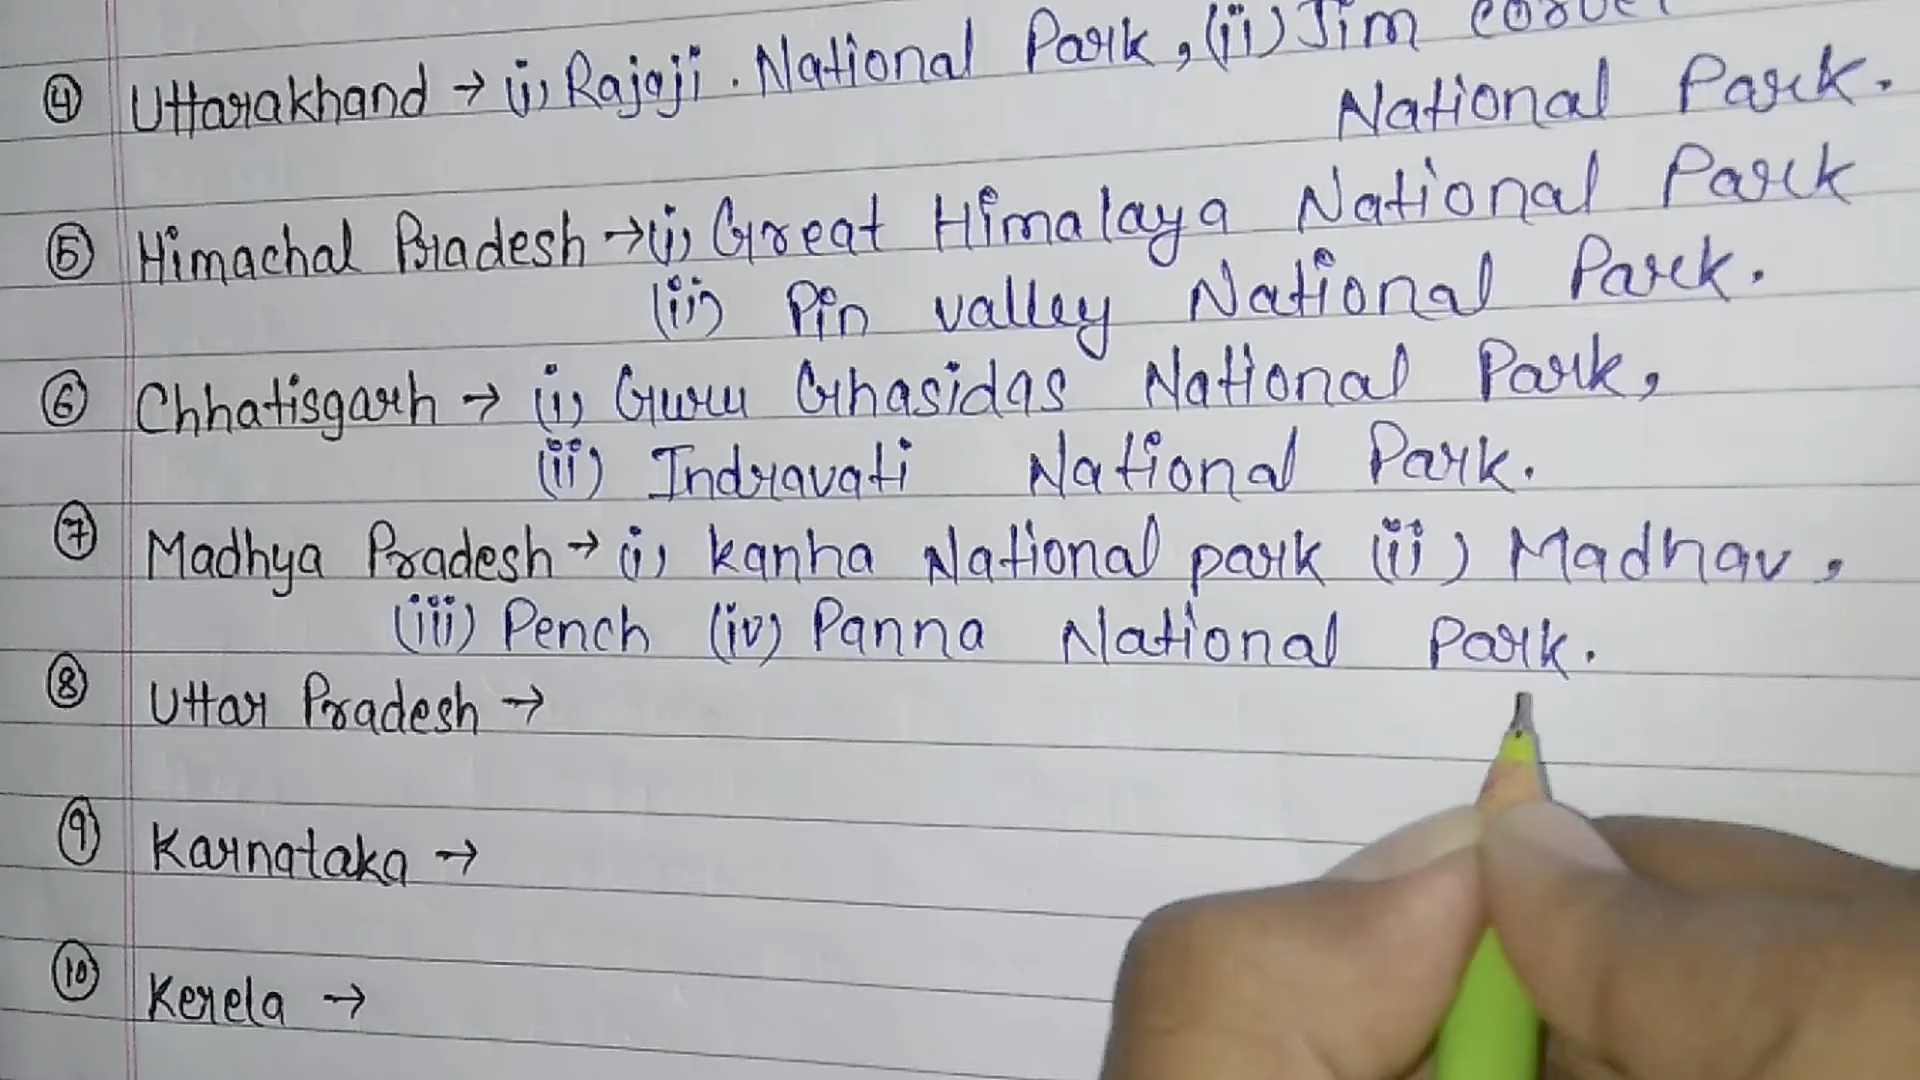 ④ Uttarakhand → (i) Rajaji. National Park, (ii) Jim
National Park.
⑤ Himachal Pradesh → (i) Great Himalaya National Park
(ii) Pin valley National Park.
⑥ Chhatisgarh → (i) Guru Ghasidas National Park,
(ii) Indravati National Park.
⑦ Madhya Pradesh → (i) kanha National park (ii) Madhav,
(iii) Pench (iv) Panna National Park.
⑧ Uttar Pradesh →
⑨ Karnataka →
⑩ Kerela →